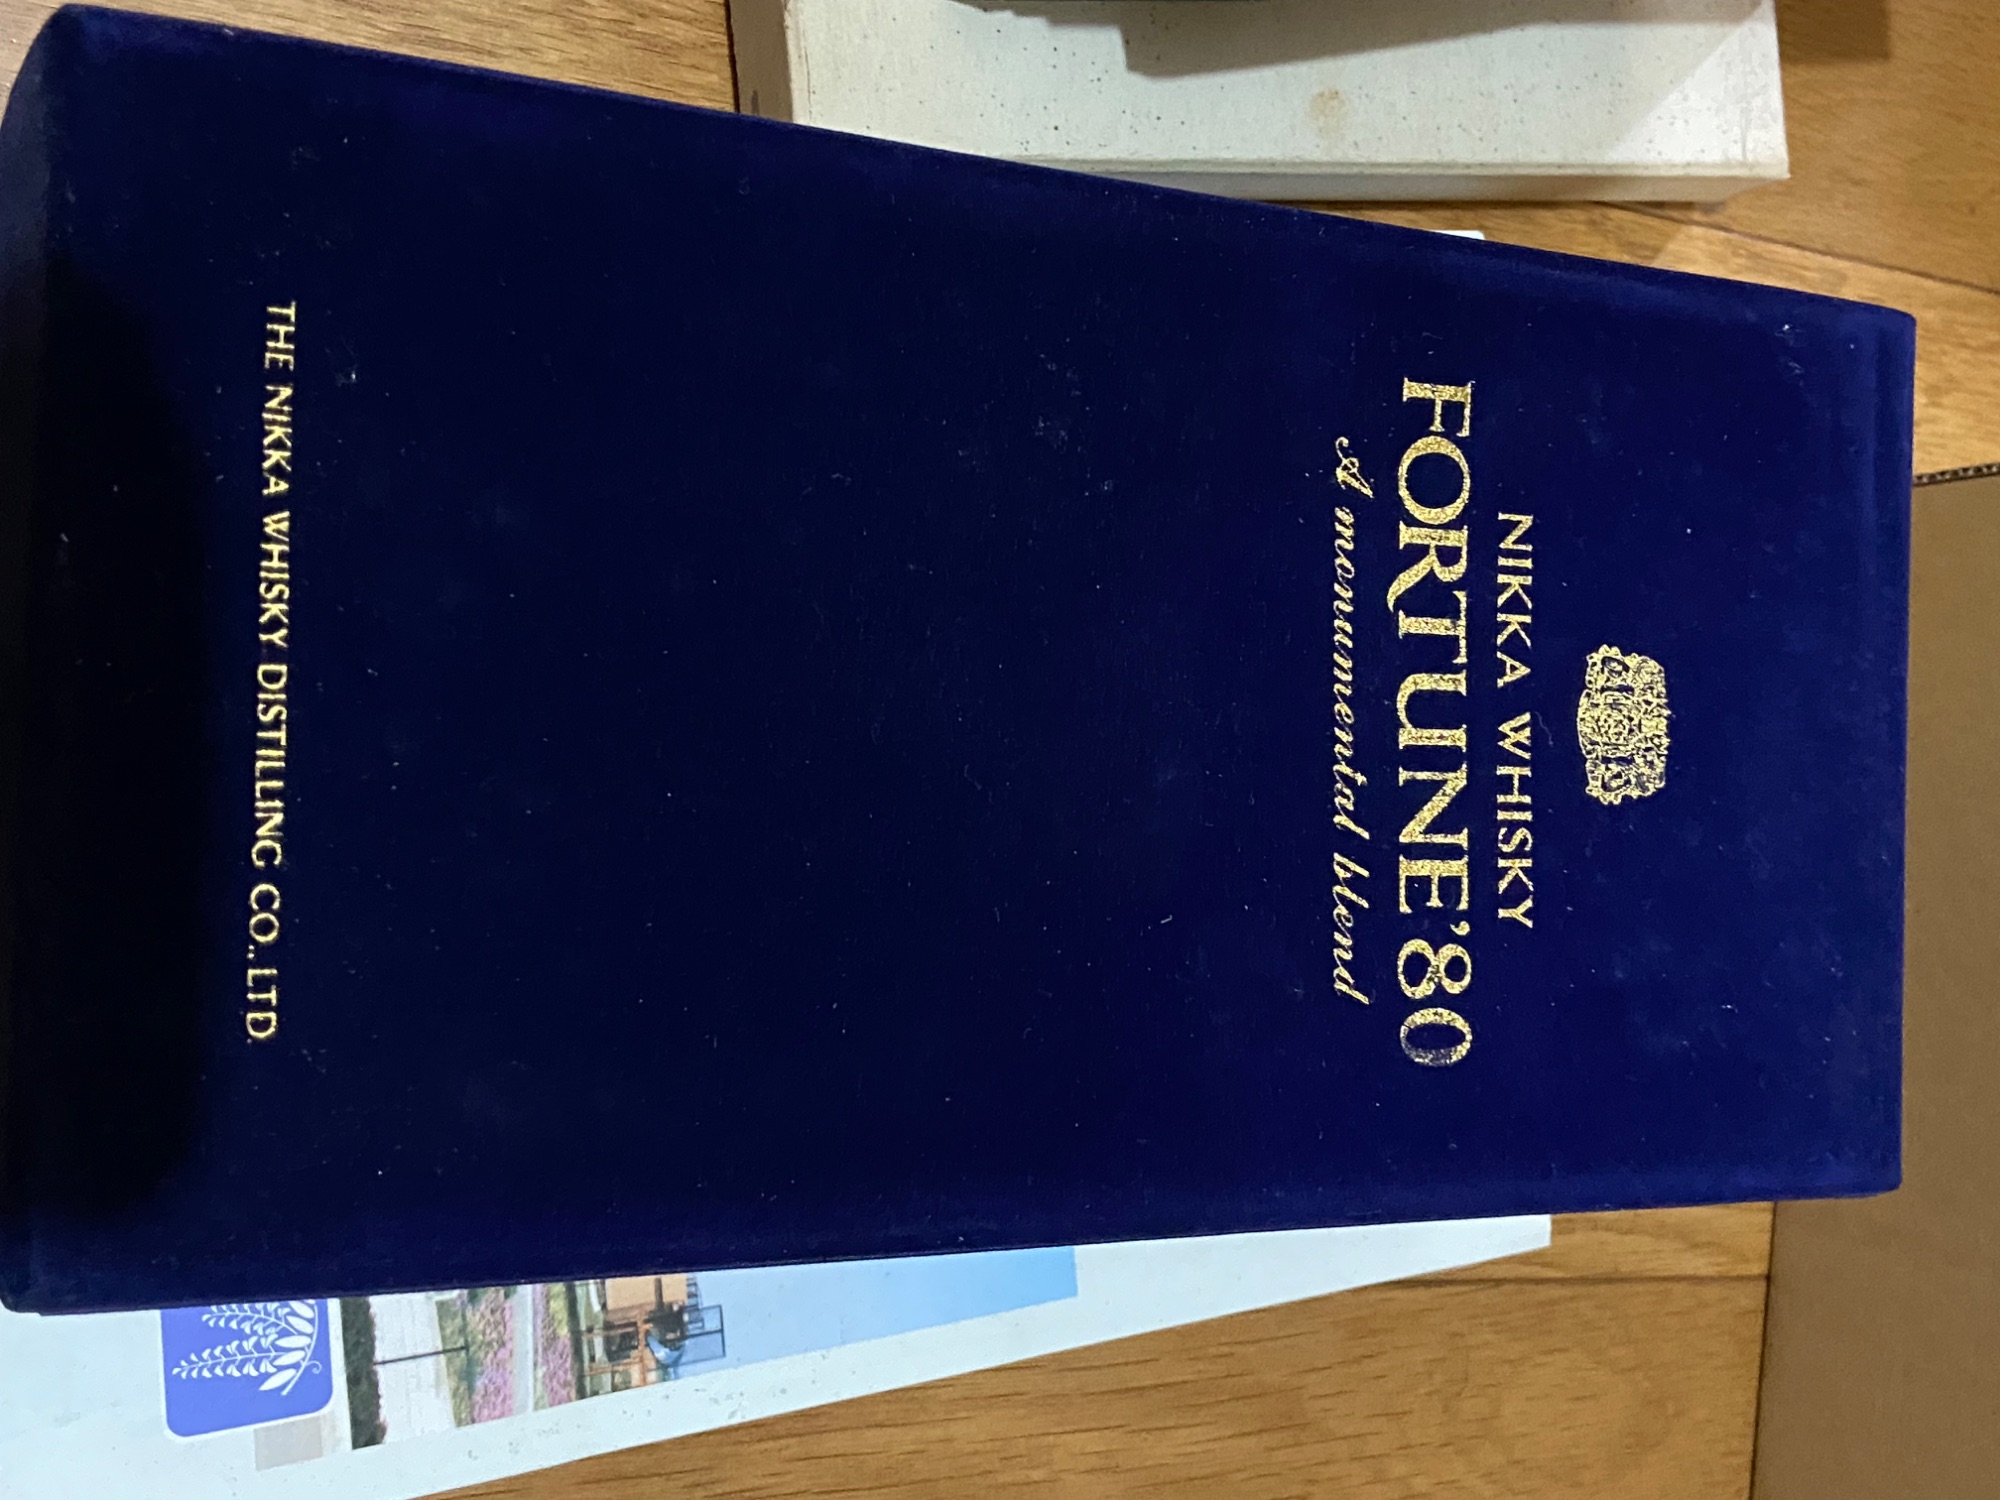 NIKKA WHISKY
FORTUNE'80
A monumental blend
THE NIKKA WHISKY DISTILLING CO., LTD.